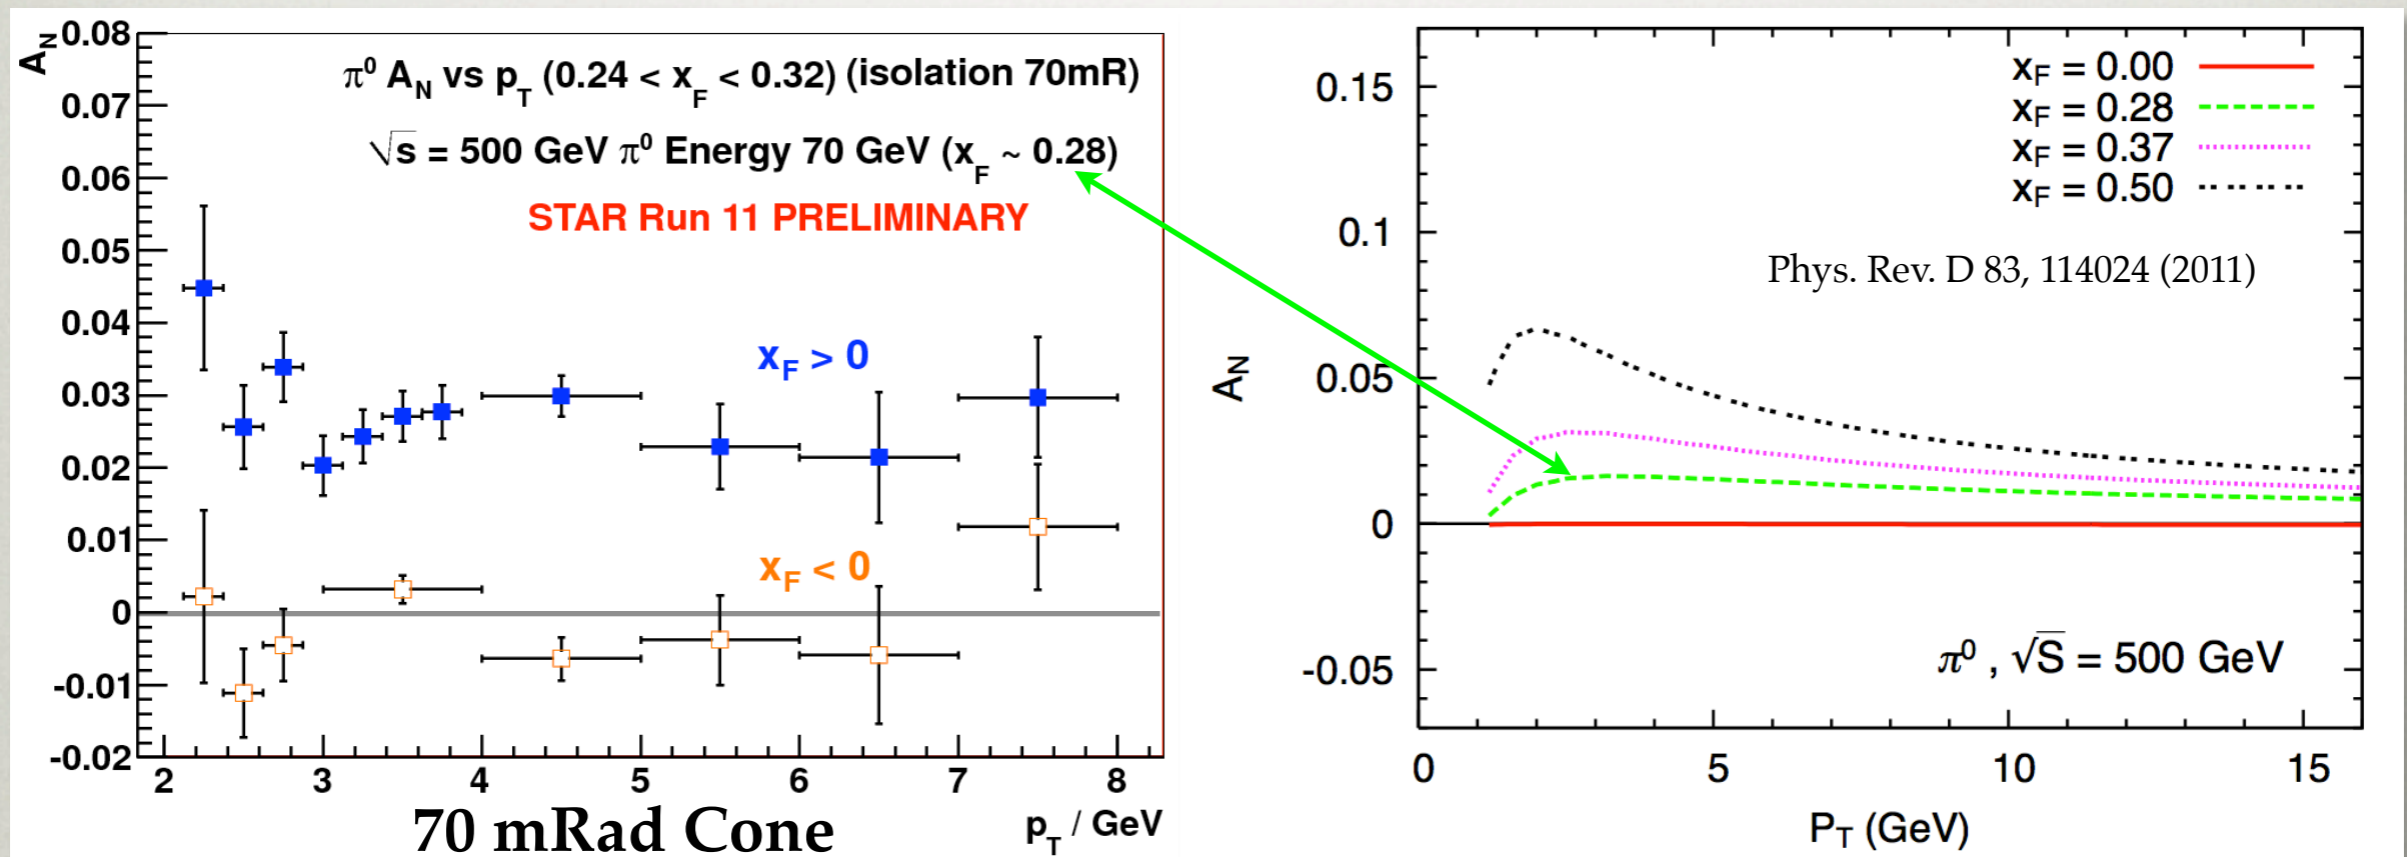 A_N
0.08
0.07
0.06
0.05
0.04
0.03
0.02
0.01
0
-0.01
-0.02
π⁰ A_N vs p_T (0.24 < x_F < 0.32) (isolation 70mR)
√s = 500 GeV π⁰ Energy 70 GeV (x_F ~ 0.28)
STAR Run 11 PRELIMINARY
x_F > 0
x_F < 0
2 3 4 5 6 7 8
70 mRad Cone
p_T / GeV
A_N
0.15
0.1
0.05
0
-0.05
x_F = 0.00
x_F = 0.28
x_F = 0.37
x_F = 0.50
Phys. Rev. D 83, 114024 (2011)
π⁰ , √S = 500 GeV
0 5 10 15
P_T (GeV)